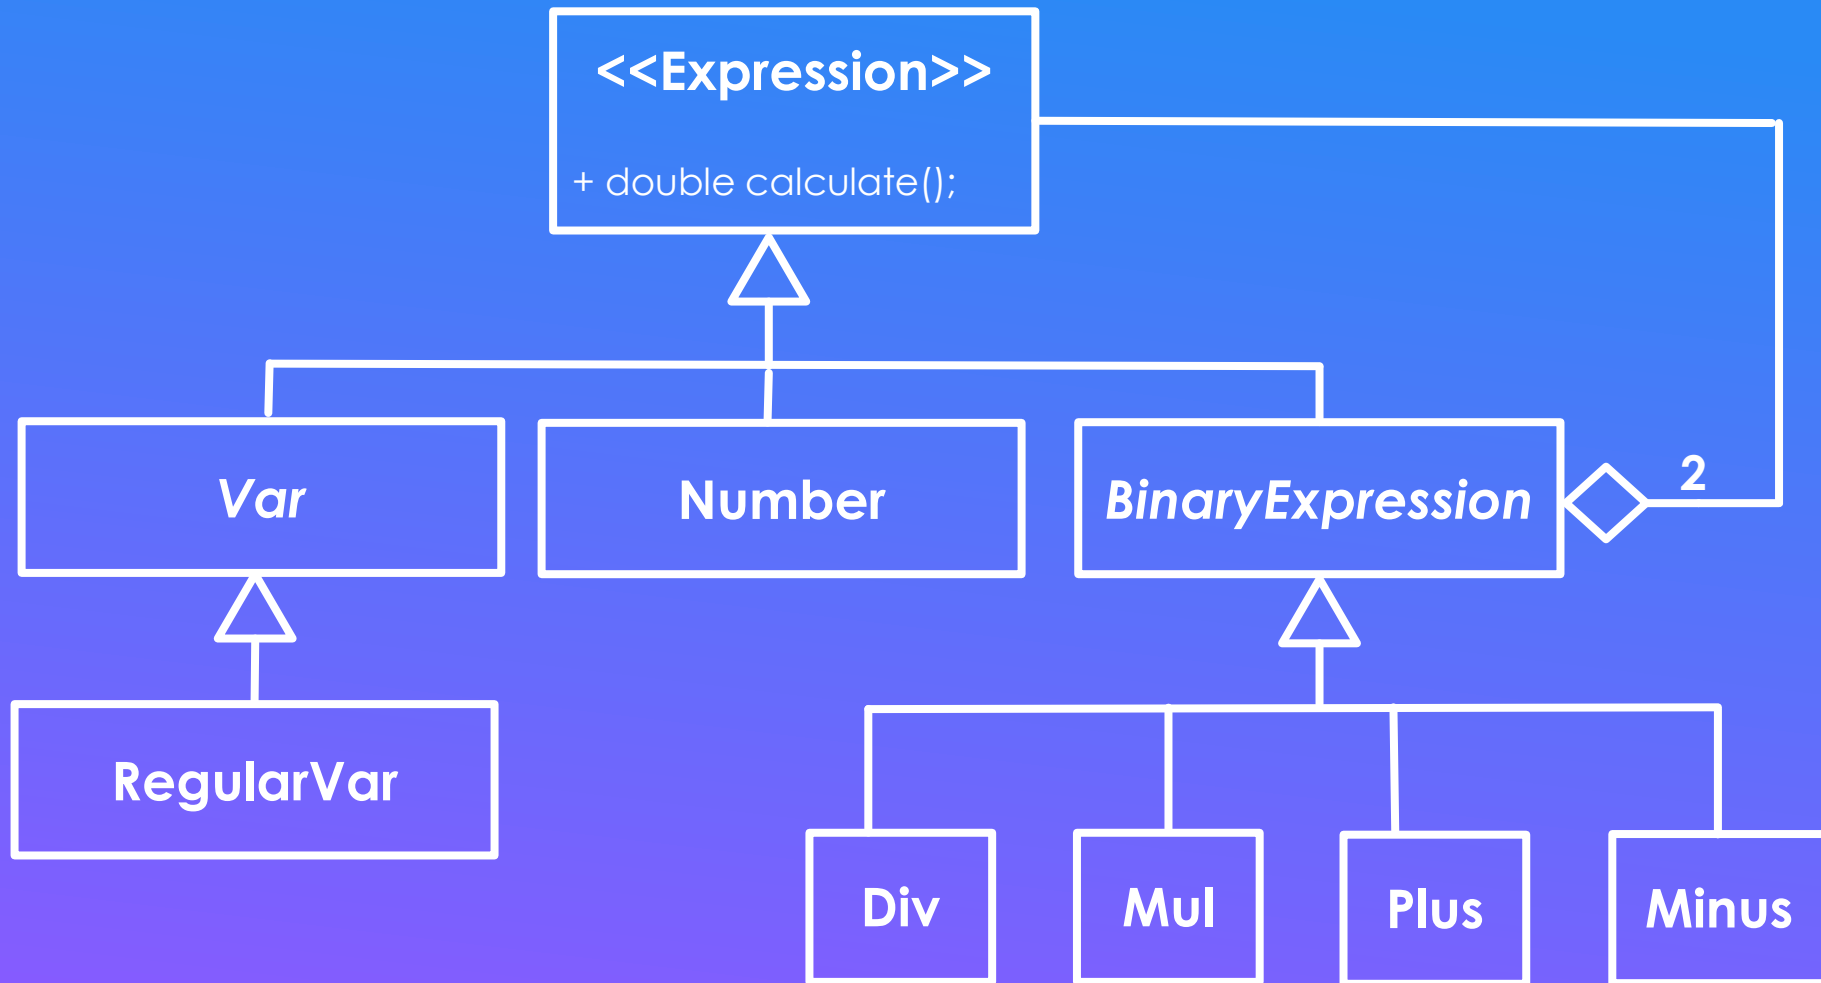 <<Expression>>
+ double calculate();
2
Var
Number
BinaryExpression
RegularVar
Div
Mul
Plus
Minus